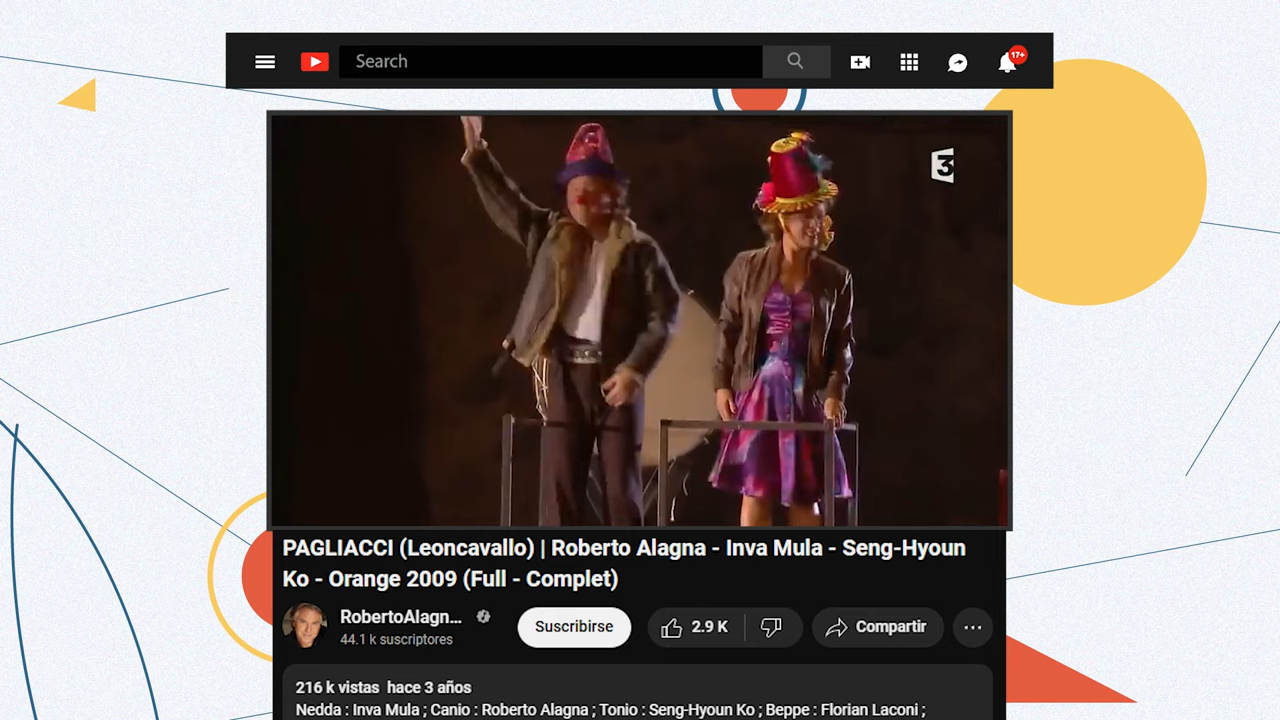 Search
17+
3
PAGLIACCI (Leoncavallo) | Roberto Alagna - Inva Mula - Seng-Hyoun
Ko - Orange 2009 (Full - Complet)
RobertoAlagn...
44.1 k suscriptores
Suscribirse
2.9 K
Compartir
216 k vistas hace 3 años
Nedda : Inva Mula ; Canio : Roberto Alagna ; Tonio : Seng-Hyoun Ko ; Beppe : Florian Laconi ;